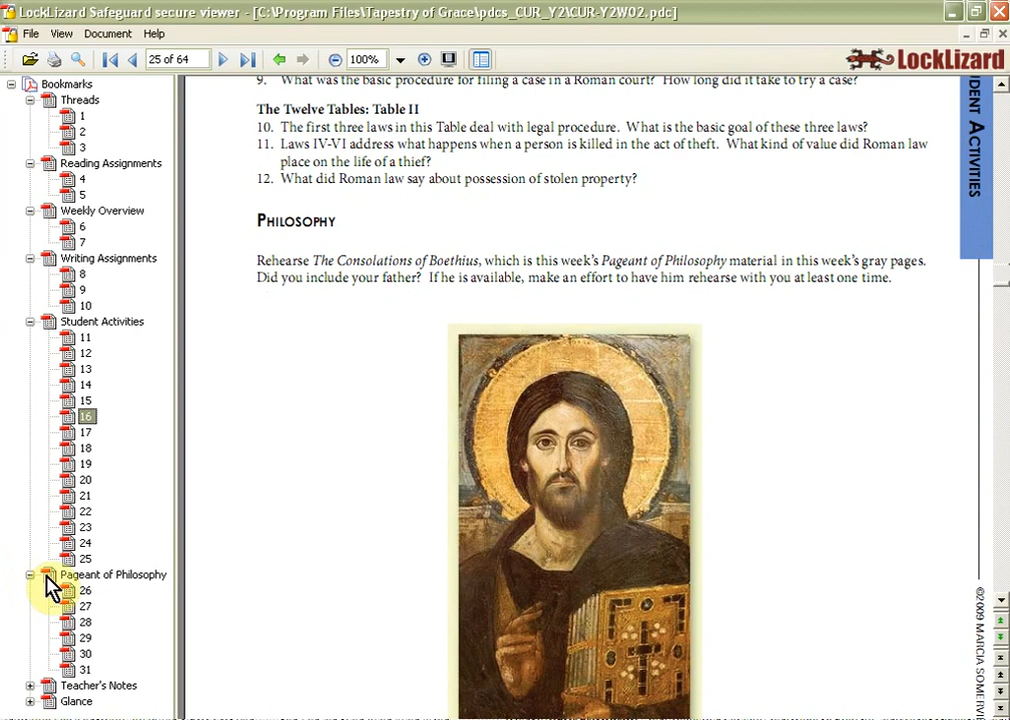 LockLizard Safeguard secure viewer - [C:\Program Files\Tapestry of Grace\pdcs_CUR_Y2\CUR-Y2W02.pdc]
File View Document Help
25 of 64
100%
LOCKLIZARD
Bookmarks
Threads
1
2
3
Reading Assignments
4
5
Weekly Overview
6
7
Writing Assignments
8
9
10
Student Activities
11
12
13
14
15
16
17
18
19
20
21
22
23
24
25
Pageant of Philosophy
26
27
28
29
30
31
Teacher's Notes
Glance
9. What was the basic procedure for filing a case in a Roman court? How long did it take to try a case?
The Twelve Tables: Table II
10. The first three laws in this Table deal with legal procedure. What is the basic goal of these three laws?
11. Laws IV-VI address what happens when a person is killed in the act of theft. What kind of value did Roman law
place on the life of a thief?
12. What did Roman law say about possession of stolen property?
PHILOSOPHY
Rehearse The Consolations of Boethius, which is this week's Pageant of Philosophy material in this week's gray pages.
Did you include your father? If he is available, make an effort to have him rehearse with you at least one time.
DENT ACTIVITIES
©2009 MARCIA SOMERV